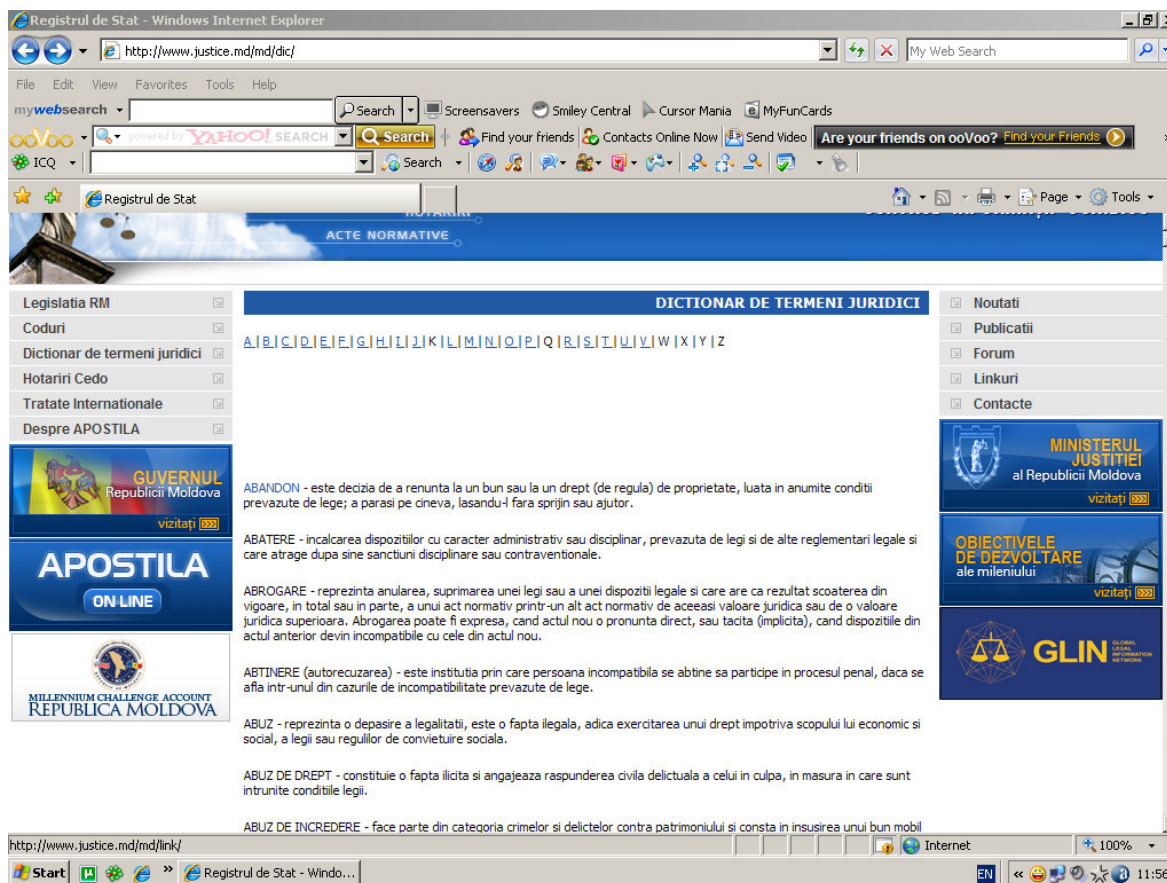 Registrul de Stat - Windows Internet Explorer
http://www.justice.md/md/dic/
My Web Search
File Edit View Favorites Tools Help
mywebsearch
Search
Screensavers
Smiley Central
Cursor Mania
MyFunCards
ooVoo
powered by YAHOO! SEARCH
Search
Find your friends
Contacts Online Now
Send Video
Are your friends on ooVoo? Find your Friends
ICQ
Search
Registrul de Stat
Page
Tools
ACTE NORMATIVE
Legislatia RM
Coduri
Dictionar de termeni juridici
Hotariri Cedo
Tratate Internationale
Despre APOSTILA
GUVERNUL
Republicii Moldova
vizitați
APOSTILA
ON-LINE
MILLENNIUM CHALLENGE ACCOUNT
REPUBLICA MOLDOVA
DICTIONAR DE TERMENI JURIDICI
A | B | C | D | E | F | G | H | I | J | K | L | M | N | O | P | Q | R | S | T | U | V | W | X | Y | Z
ABANDON - este decizia de a renunta la un bun sau la un drept (de regula) de proprietate, luata in anumite conditii
prevazute de lege; a parasi pe cineva, lasandu-l fara sprijin sau ajutor.
ABATERE - incalcarea dispozitiilor cu caracter administrativ sau disciplinar, prevazuta de legi si de alte reglementari legale si
care atrage dupa sine sanctiuni disciplinare sau contraventionale.
ABROGARE - reprezinta anularea, suprimarea unei legi sau a unei dispozitii legale si care are ca rezultat scoaterea din
vigoare, in total sau in parte, a unui act normativ printr-un alt act normativ de aceeasi valoare juridica sau de o valoare
juridica superioara. Abrogarea poate fi expresa, cand actul nou o pronunta direct, sau tacita (implicita), cand dispozitiile din
actul anterior devin incompatibile cu cele din actul nou.
ABTINERE (autorecuzarea) - este institutia prin care persoana incompatibila se abtine sa participe in procesul penal, daca se
afla intr-unul din cazurile de incompatibilitate prevazute de lege.
ABUZ - reprezinta o depasire a legalitatii, este o fapta ilegala, adica exercitarea unui drept impotriva scopului lui economic si
social, a legii sau regulilor de convietuire sociala.
ABUZ DE DREPT - constituie o fapta ilicita si angajeaza raspunderea civila delictuala a celui in culpa, in masura in care sunt
intrunite conditiile legii.
ABUZ DE INCREDERE - face parte din categoria crimelor si delictelor contra patrimoniului si consta in insusirea unui bun mobil
Noutati
Publicatii
Forum
Linkuri
Contacte
MINISTERUL
JUSTITIEI
al Republicii Moldova
vizitați
OBIECTIVELE
DE DEZVOLTARE
ale mileniului
vizitați
GLIN
GLOBAL
LEGAL
INFORMATION
NETWORK
http://www.justice.md/md/link/
Internet
100%
Start
Registrul de Stat - Windo...
EN
11:56